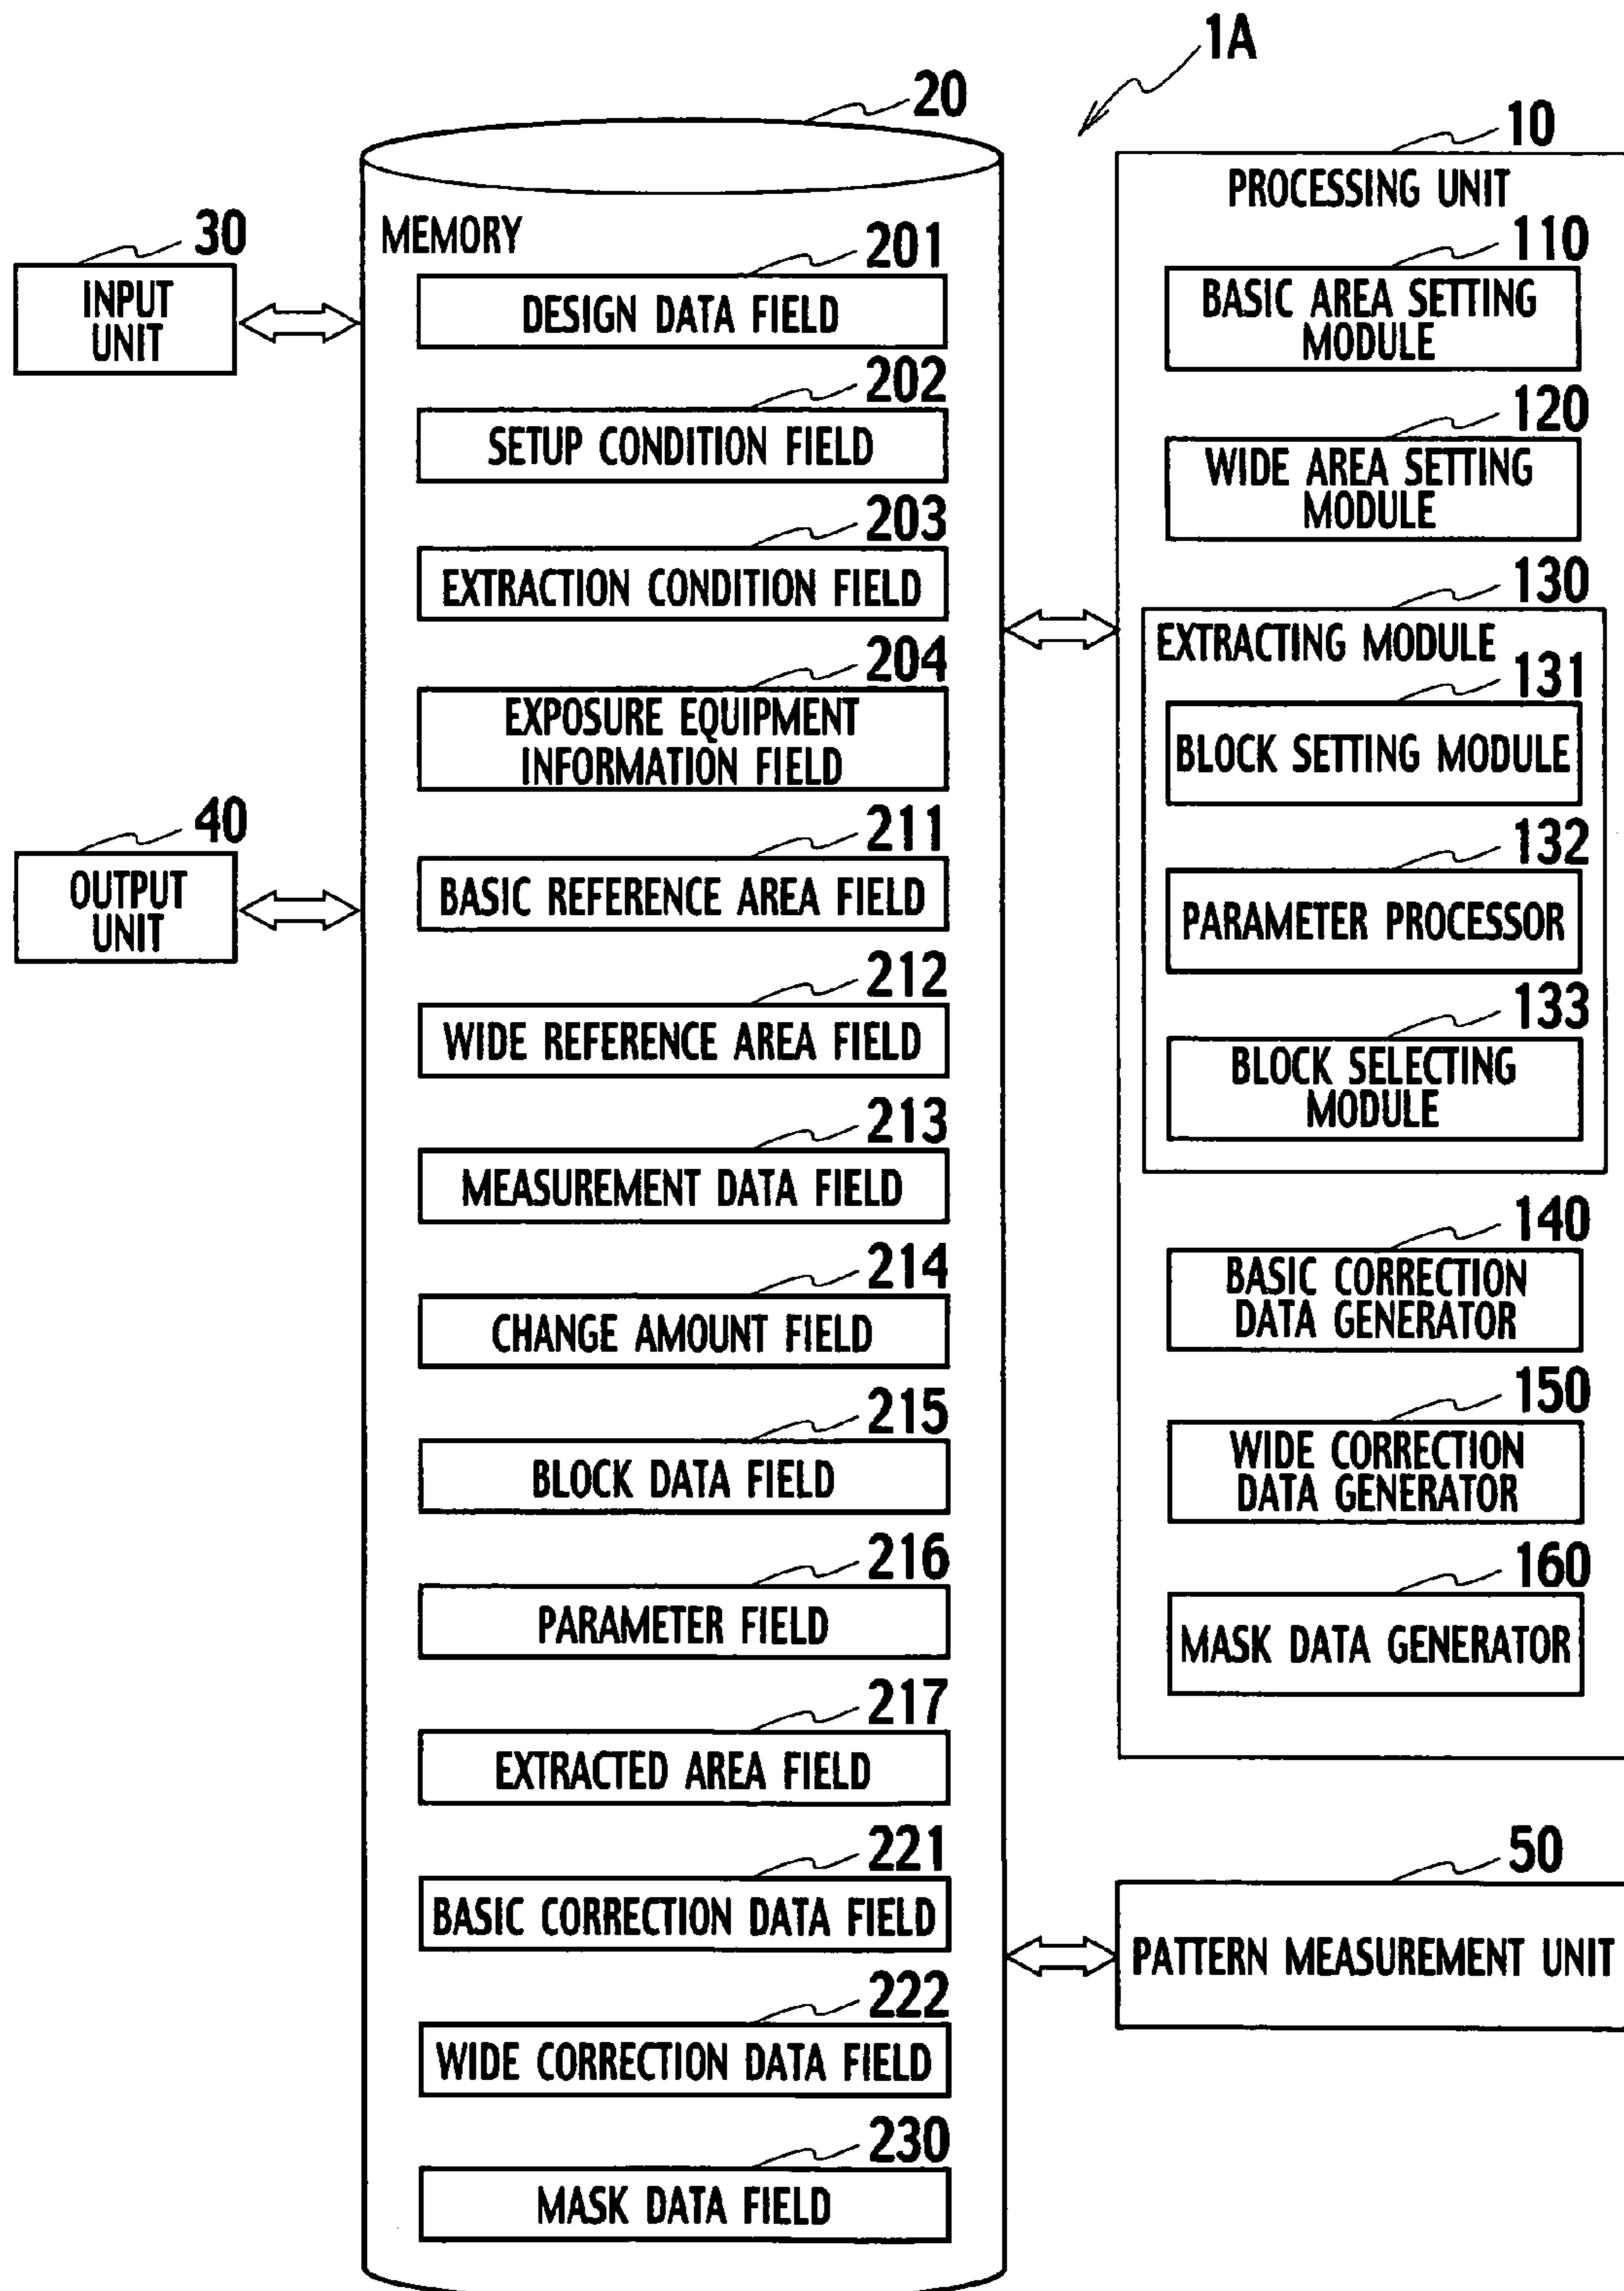 1A
20
10
PROCESSING UNIT
30
INPUT
UNIT
MEMORY
201
DESIGN DATA FIELD
202
SETUP CONDITION FIELD
203
EXTRACTION CONDITION FIELD
204
EXPOSURE EQUIPMENT
INFORMATION FIELD
40
OUTPUT
UNIT
211
BASIC REFERENCE AREA FIELD
212
WIDE REFERENCE AREA FIELD
213
MEASUREMENT DATA FIELD
214
CHANGE AMOUNT FIELD
215
BLOCK DATA FIELD
216
PARAMETER FIELD
217
EXTRACTED AREA FIELD
221
BASIC CORRECTION DATA FIELD
222
WIDE CORRECTION DATA FIELD
230
MASK DATA FIELD
110
BASIC AREA SETTING
MODULE
120
WIDE AREA SETTING
MODULE
130
EXTRACTING MODULE
131
BLOCK SETTING MODULE
132
PARAMETER PROCESSOR
133
BLOCK SELECTING
MODULE
140
BASIC CORRECTION
DATA GENERATOR
150
WIDE CORRECTION
DATA GENERATOR
160
MASK DATA GENERATOR
50
PATTERN MEASUREMENT UNIT